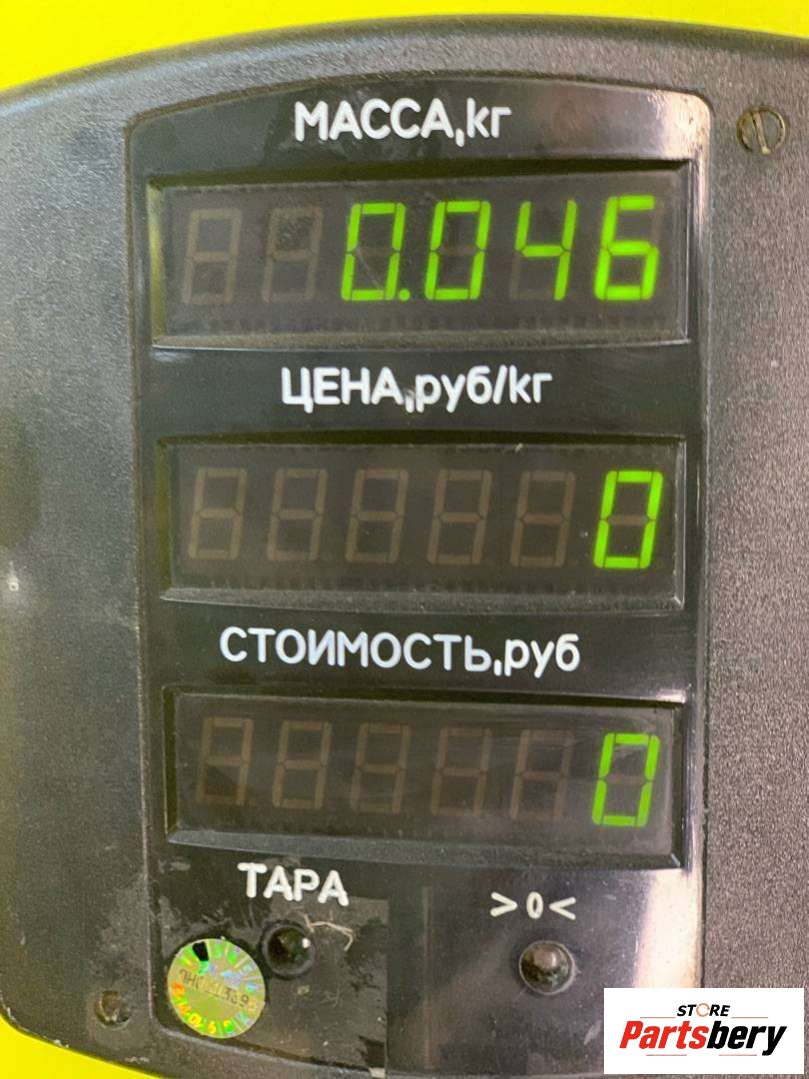 МАССА,кг
0.046
ЦЕНА,руб/кг
0
СТОИМОСТЬ,руб
0
ТАРА
>0<
STORE
Partsbery